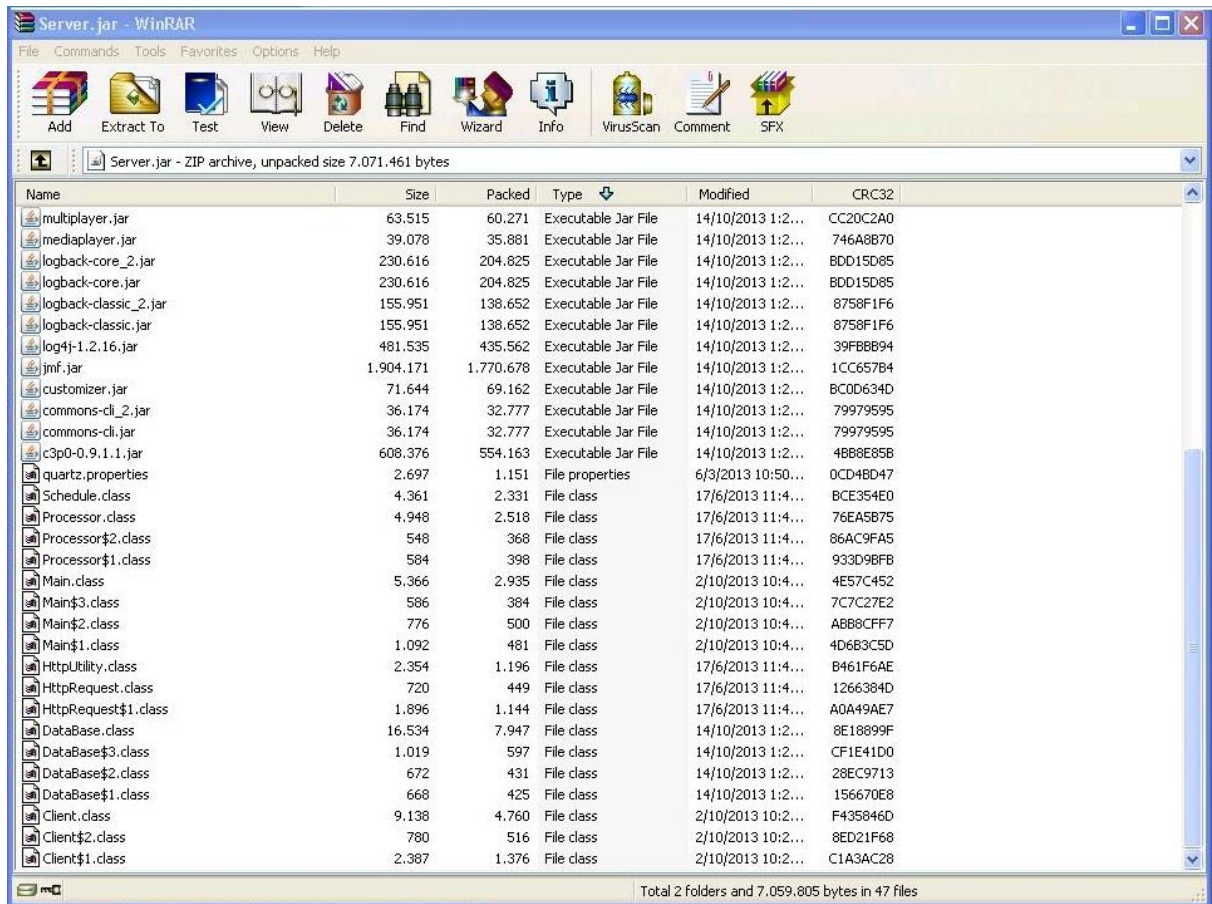 Server.jar - WinRAR
File Commands Tools Favorites Options Help
Add Extract To Test View Delete Find Wizard Info VirusScan Comment SFX
Server.jar - ZIP archive, unpacked size 7.071.461 bytes
Name Size Packed Type Modified CRC32
multiplayer.jar 63.515 60.271 Executable Jar File 14/10/2013 1:2... CC20C2A0
mediaplayer.jar 39.078 35.881 Executable Jar File 14/10/2013 1:2... 746A8B70
logback-core_2.jar 230.616 204.825 Executable Jar File 14/10/2013 1:2... BDD15D85
logback-core.jar 230.616 204.825 Executable Jar File 14/10/2013 1:2... BDD15D85
logback-classic_2.jar 155.951 138.652 Executable Jar File 14/10/2013 1:2... 8758F1F6
logback-classic.jar 155.951 138.652 Executable Jar File 14/10/2013 1:2... 8758F1F6
log4j-1.2.16.jar 481.535 435.562 Executable Jar File 14/10/2013 1:2... 39FBBB94
jmf.jar 1.904.171 1.770.678 Executable Jar File 14/10/2013 1:2... 1CC657B4
customizer.jar 71.644 69.162 Executable Jar File 14/10/2013 1:2... BC0D634D
commons-cli_2.jar 36.174 32.777 Executable Jar File 14/10/2013 1:2... 79979595
commons-cli.jar 36.174 32.777 Executable Jar File 14/10/2013 1:2... 79979595
c3p0-0.9.1.1.jar 608.376 554.163 Executable Jar File 14/10/2013 1:2... 4BB8E85B
quartz.properties 2.697 1.151 File properties 6/3/2013 10:50... 0CD4BD47
Schedule.class 4.361 2.331 File class 17/6/2013 11:4... BCE354E0
Processor.class 4.948 2.518 File class 17/6/2013 11:4... 76EA5B75
Processor$2.class 548 368 File class 17/6/2013 11:4... 86AC9FA5
Processor$1.class 584 398 File class 17/6/2013 11:4... 933D9BFB
Main.class 5.366 2.935 File class 2/10/2013 10:4... 4E57C452
Main$3.class 586 384 File class 2/10/2013 10:4... 7C7C27E2
Main$2.class 776 500 File class 2/10/2013 10:4... ABB8CFF7
Main$1.class 1.092 481 File class 2/10/2013 10:4... 4D6B3C5D
HttpUtility.class 2.354 1.196 File class 17/6/2013 11:4... B461F6AE
HttpRequest.class 720 449 File class 17/6/2013 11:4... 1266384D
HttpRequest$1.class 1.896 1.144 File class 17/6/2013 11:4... A0A49AE7
DataBase.class 16.534 7.947 File class 14/10/2013 1:2... 8E18899F
DataBase$3.class 1.019 597 File class 14/10/2013 1:2... CF1E41D0
DataBase$2.class 672 431 File class 14/10/2013 1:2... 28EC9713
DataBase$1.class 668 425 File class 14/10/2013 1:2... 156670E8
Client.class 9.138 4.760 File class 2/10/2013 10:2... F435846D
Client$2.class 780 516 File class 2/10/2013 10:2... 8ED21F68
Client$1.class 2.387 1.376 File class 2/10/2013 10:2... C1A3AC28
Total 2 folders and 7.059.805 bytes in 47 files